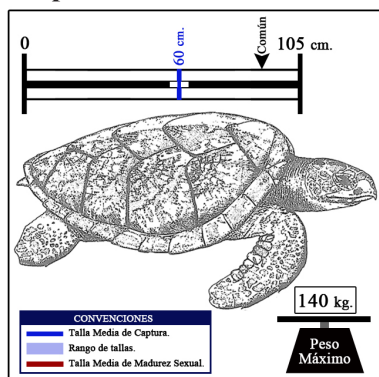 0
60 cm.
Común
105 cm.
CONVENCIONES
Talla Media de Captura.
Rango de tallas.
Talla Media de Madurez Sexual.
140 kg.
Peso
Máximo